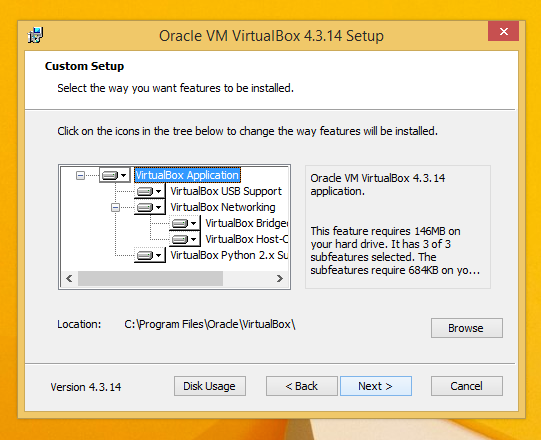 Oracle VM VirtualBox 4.3.14 Setup
Custom Setup
Select the way you want features to be installed.
Click on the icons in the tree below to change the way features will be installed.
VirtualBox Application
VirtualBox USB Support
VirtualBox Networking
VirtualBox Bridge
VirtualBox Host-C
VirtualBox Python 2.x Su
Oracle VM VirtualBox 4.3.14
application.
This feature requires 146MB on
your hard drive. It has 3 of 3
subfeatures selected. The
subfeatures require 684KB on yo...
Location: C:\Program Files\Oracle\VirtualBox\
Browse
Version 4.3.14
Disk Usage
< Back
Next >
Cancel